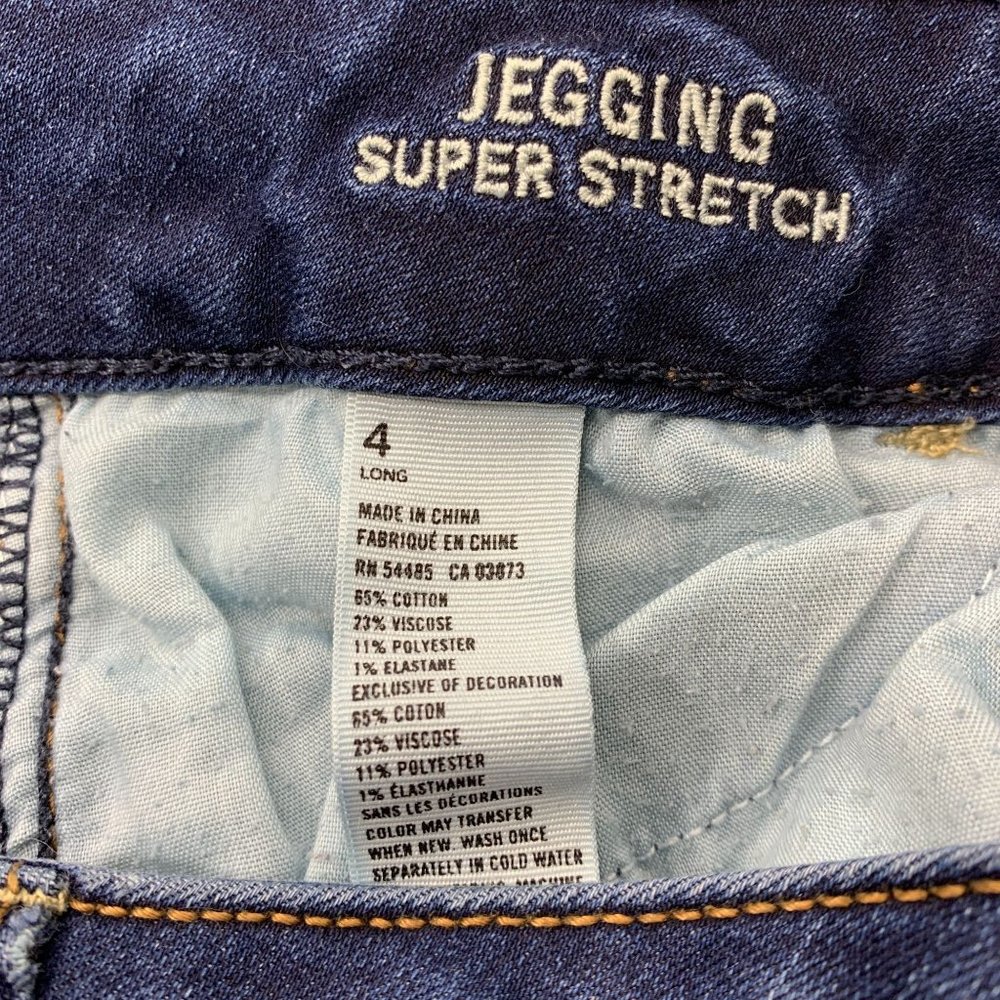 JEGGING
SUPER STRETCH
4
LONG
MADE IN CHINA
FABRIQUÉ EN CHINE
RN 54485 CA 03073
65% COTTON
23% VISCOSE
11% POLYESTER
1% ELASTANE
EXCLUSIVE OF DECORATION
65% COTON
23% VISCOSE
11% POLYESTER
1% ÉLASTHANNE
SANS LES DÉCORATIONS
COLOR MAY TRANSFER
WHEN NEW WASH ONCE
SEPARATELY IN COLD WATER
MACHINE